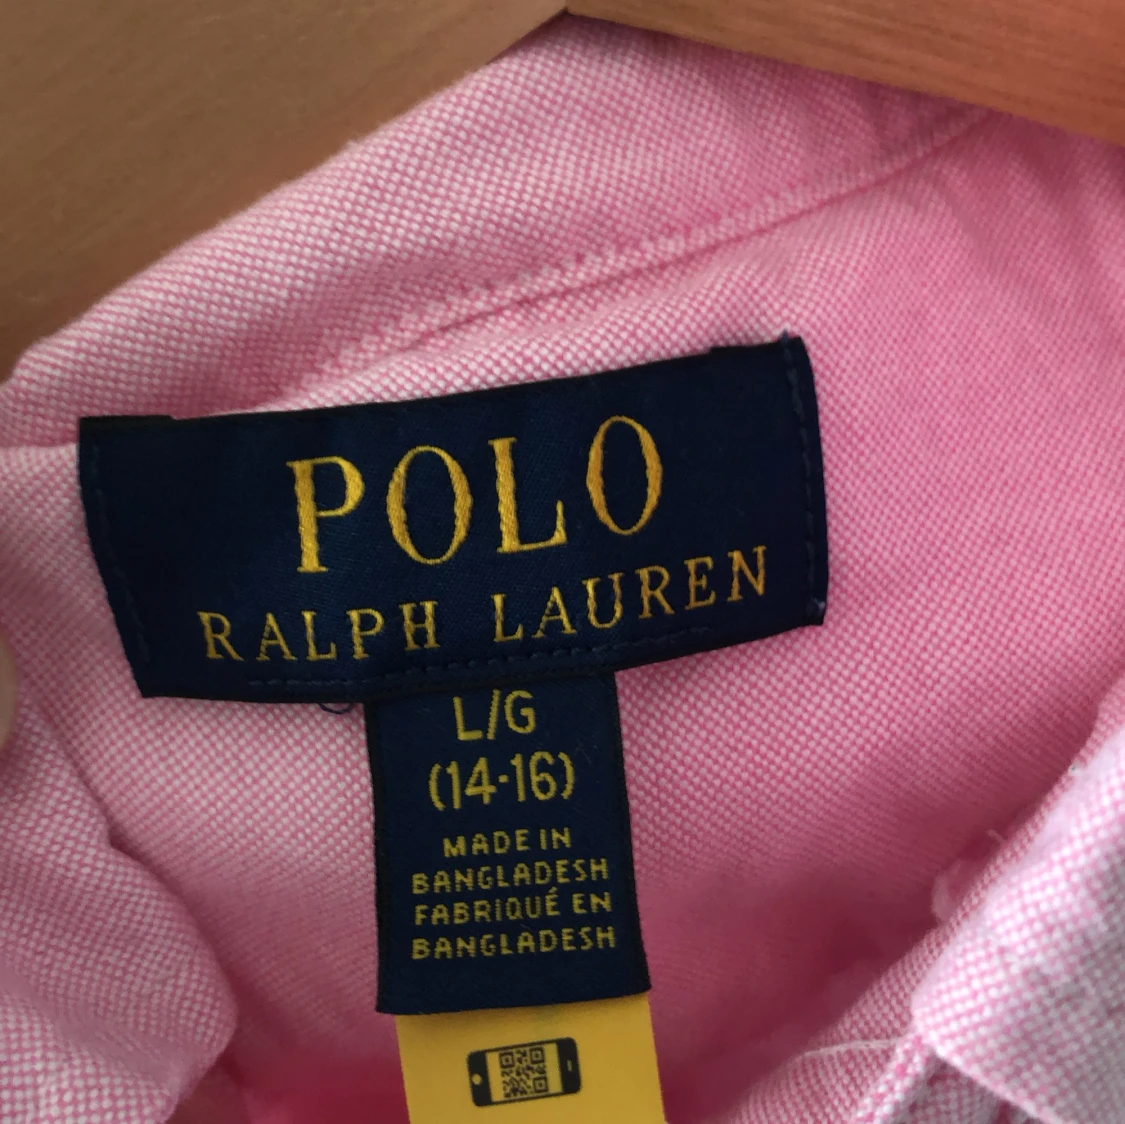 POLO
RALPH LAUREN
L/G
(14-16)
MADE IN
BANGLADESH
FABRIQUÉ EN
BANGLADESH